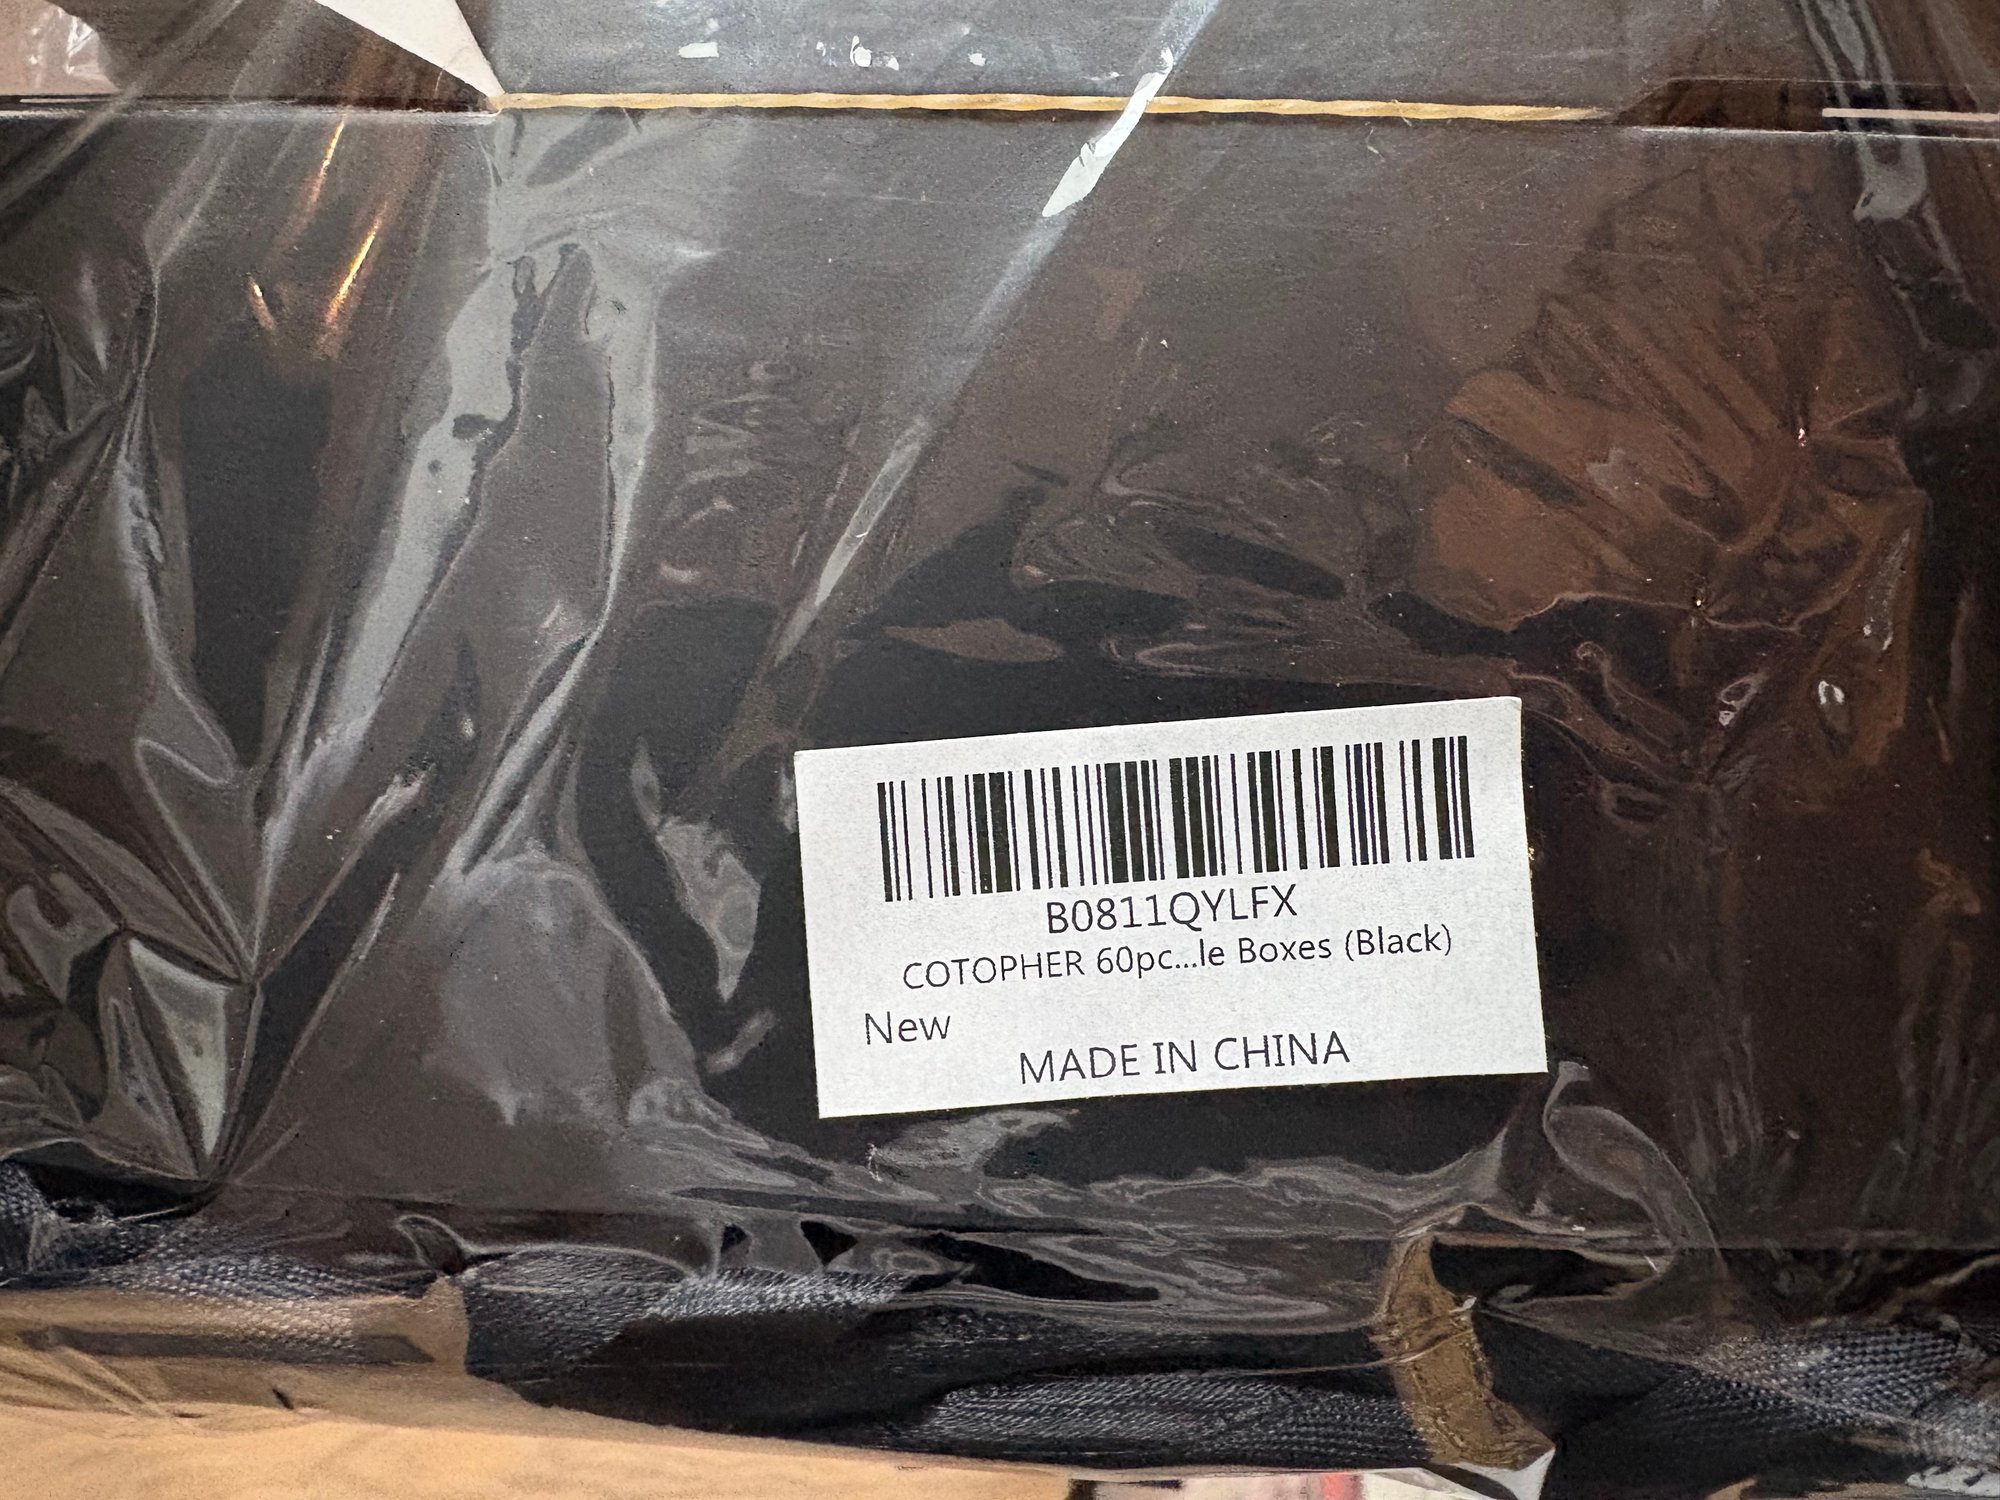 B0811QYLFX
COTOPHER 60pc...le Boxes (Black)
New
MADE IN CHINA